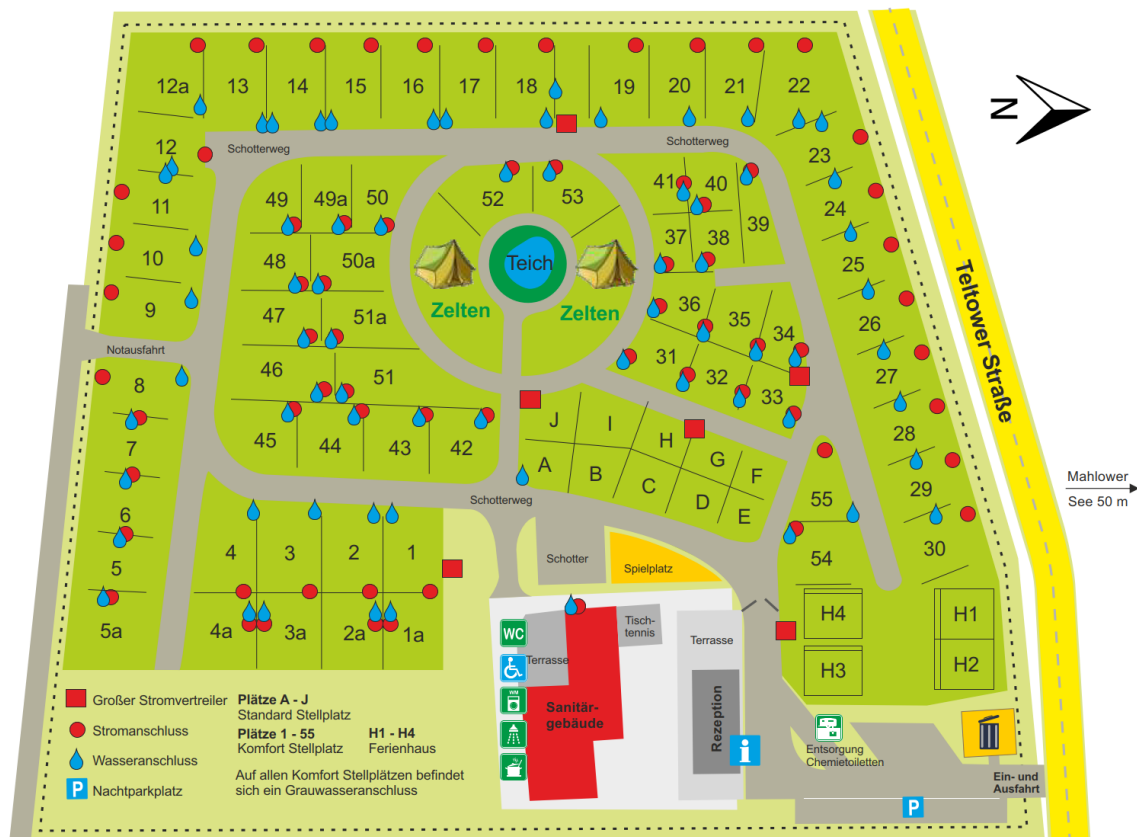 12a 13 14 15 16 17 18 19 20 21 22
N
Schotterweg
Schotterweg
12
11
10
9
Notausfahrt
8
7
6
5
5a
23
24
25
26
27
28
29
30
49 49a 50
48 50a
47 51a
46 51
45 44 43 42
52 53
Teich
Zelten
Zelten
41 40 39
37 38
36 35 34
31 32 33
J I H G F
A B C D E
55
54
Teltower Straße
Mahlower
See 50 m
Schotterweg
4 3 2 1
4a 3a 2a 1a
Schotter
Spielplatz
H4 H1
H3 H2
WC
WM
Terrasse
Tisch-
tennis
Sanitär-
gebäude
Terrasse
Rezeption
i
Entsorgung
Chemietoiletten
Ein- und
Ausfahrt
P
Großer Stromvertreiler
Stromanschluss
Wasseranschluss
P Nachtparkplatz
Plätze A - J
Standard Stellplatz
Plätze 1 - 55
Komfort Stellplatz
H1 - H4
Ferienhaus
Auf allen Komfort Stellplätzen befindet
sich ein Grauwasseranschluss